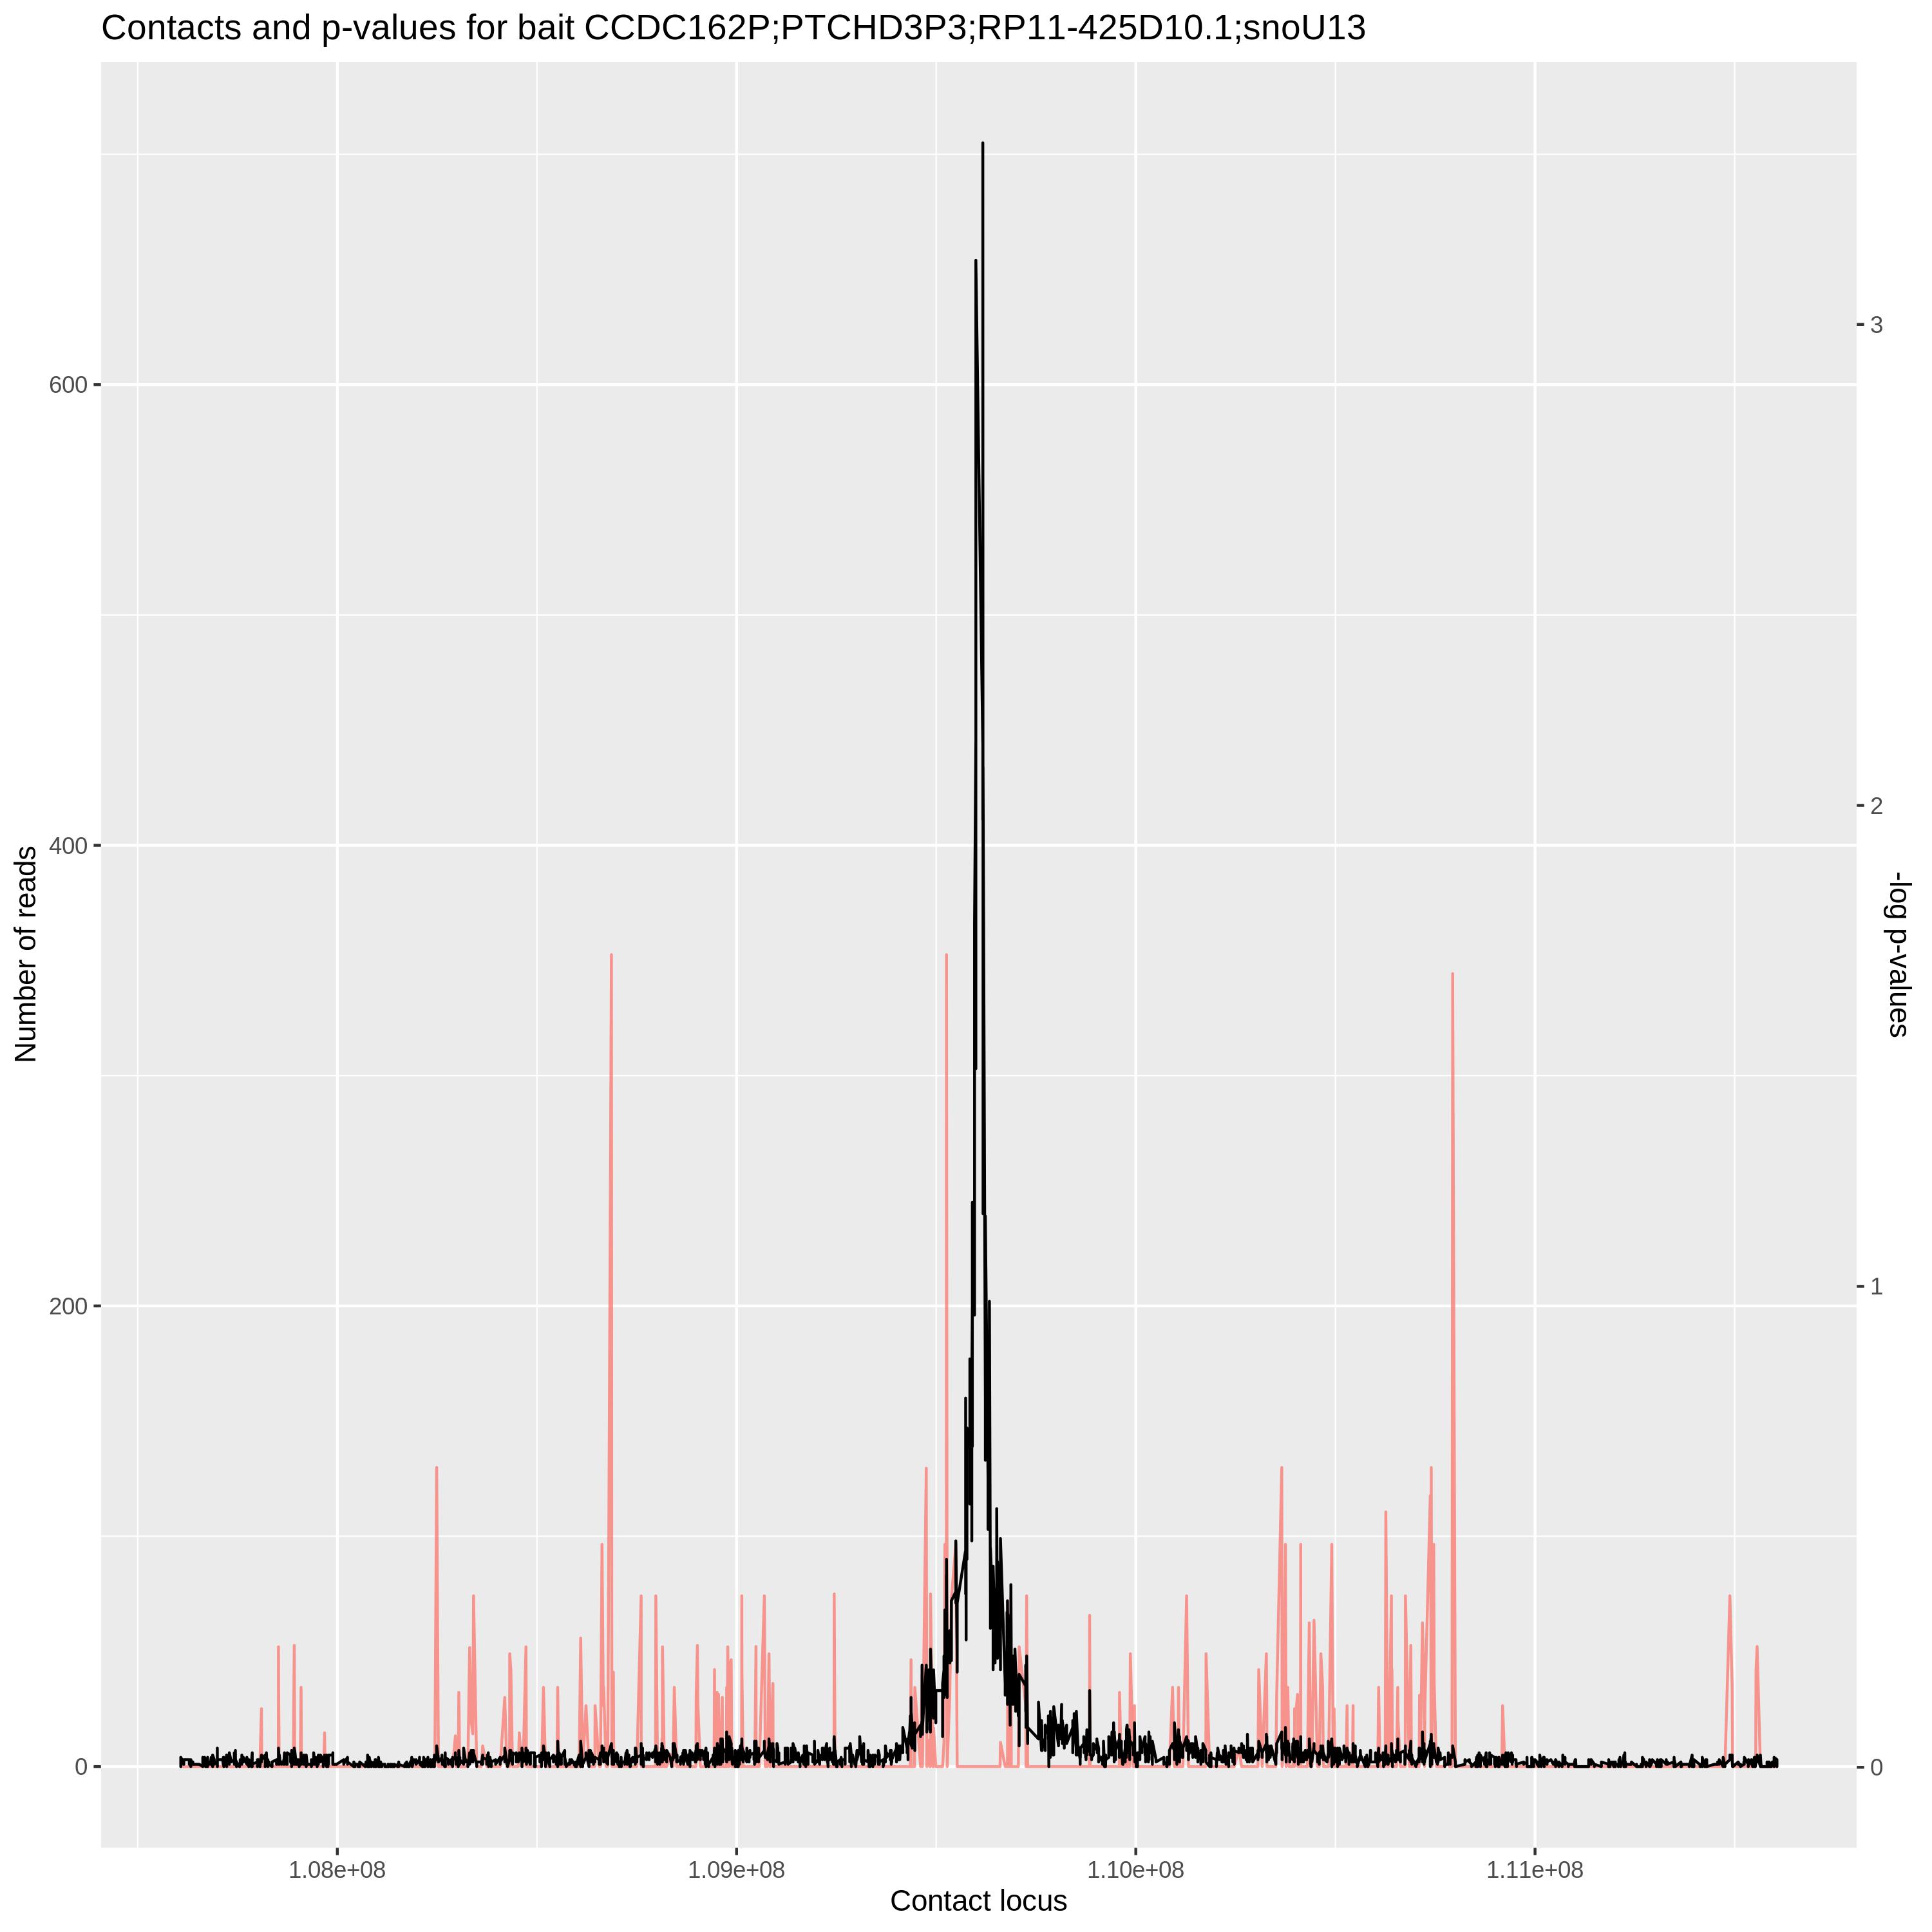 Contacts and p-values for bait CCDC162P;PTCHD3P3;RP11-425D10.1;snoU13
Number of reads
600
400
200
0
3
2
1
0
-log p-values
1.08e+08
1.09e+08
1.10e+08
1.11e+08
Contact locus